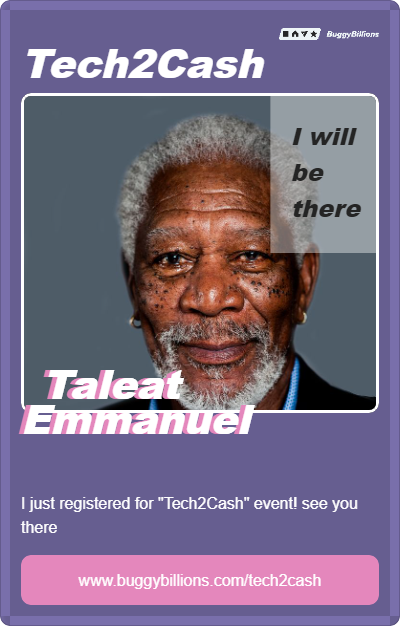 BuggyBillions
Tech2Cash
I will
be
there
Taleat
Emmanuel
I just registered for "Tech2Cash" event! see you
there
www.buggybillions.com/tech2cash